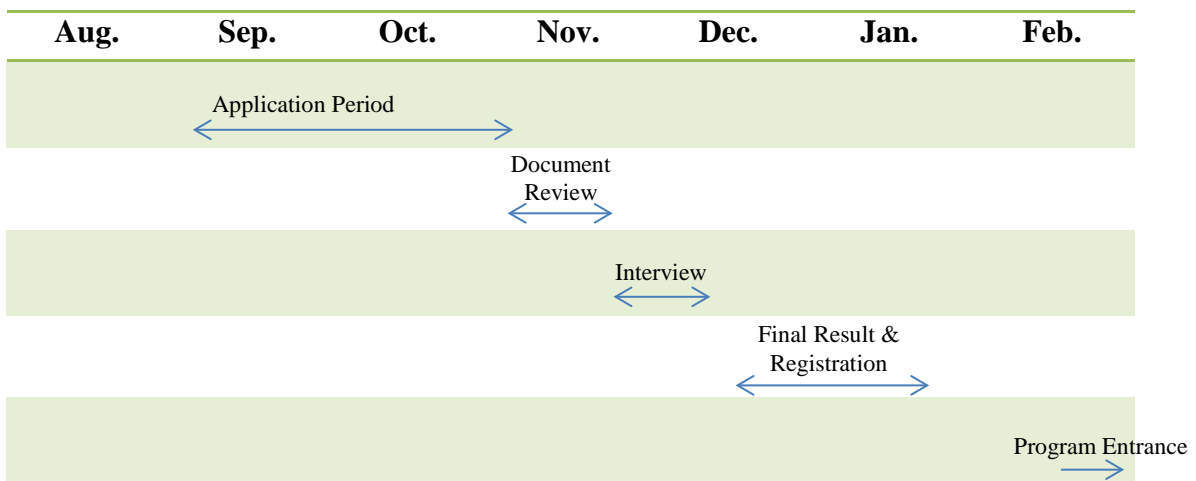 Aug. Sep. Oct. Nov. Dec. Jan. Feb.
Application Period
Document
Review
Interview
Final Result &
Registration
Program Entrance